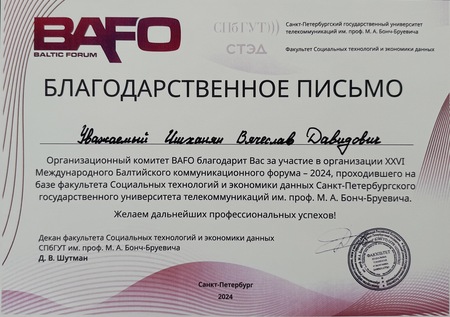 BAFO
BALTIC FORUM
СПбГУТ
СТЭД
Санкт-Петербургский государственный университет
телекоммуникаций им. проф. М. А. Бонч-Бруевича
Факультет Социальных технологий и экономики данных
БЛАГОДАРСТВЕННОЕ ПИСЬМО
Уважаемый Ишханян Вячеслав Давидович
Организационный комитет BAFO благодарит Вас за участие в организации XXVI
Международного Балтийского коммуникационного форума – 2024, проходившего на
базе факультета Социальных технологий и экономики данных Санкт-Петербургского
государственного университета телекоммуникаций им. проф. М. А. Бонч-Бруевича.
Желаем дальнейших профессиональных успехов!
Декан факультета Социальных технологий и экономики данных
СПбГУТ им. проф. М. А. Бонч-Бруевича
Д. В. Шутман
ФАКУЛЬТЕТ
Санкт-Петербург
2024